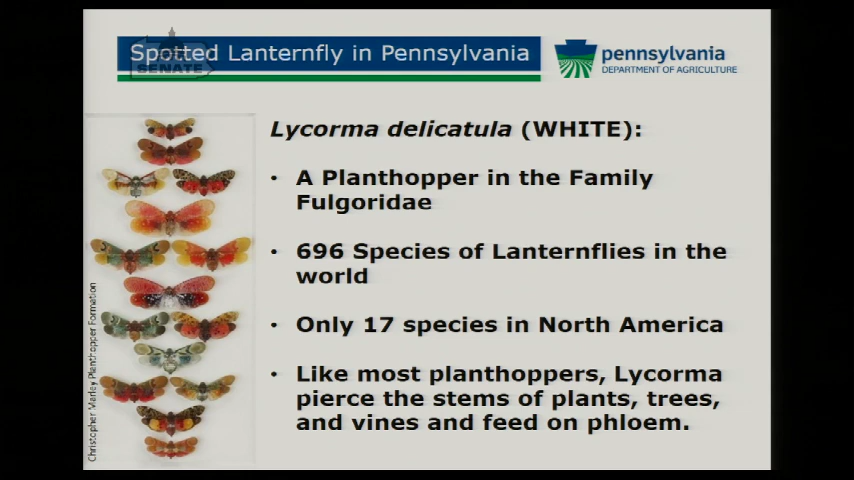 Spotted Lanternfly in Pennsylvania
SENATE
pennsylvania
DEPARTMENT OF AGRICULTURE
Lycorma delicatula (WHITE):
• A Planthopper in the Family
Fulgoridae
• 696 Species of Lanternflies in the
world
• Only 17 species in North America
• Like most planthoppers, Lycorma
pierce the stems of plants, trees,
and vines and feed on phloem.
Christopher Marley Planthopper Formation